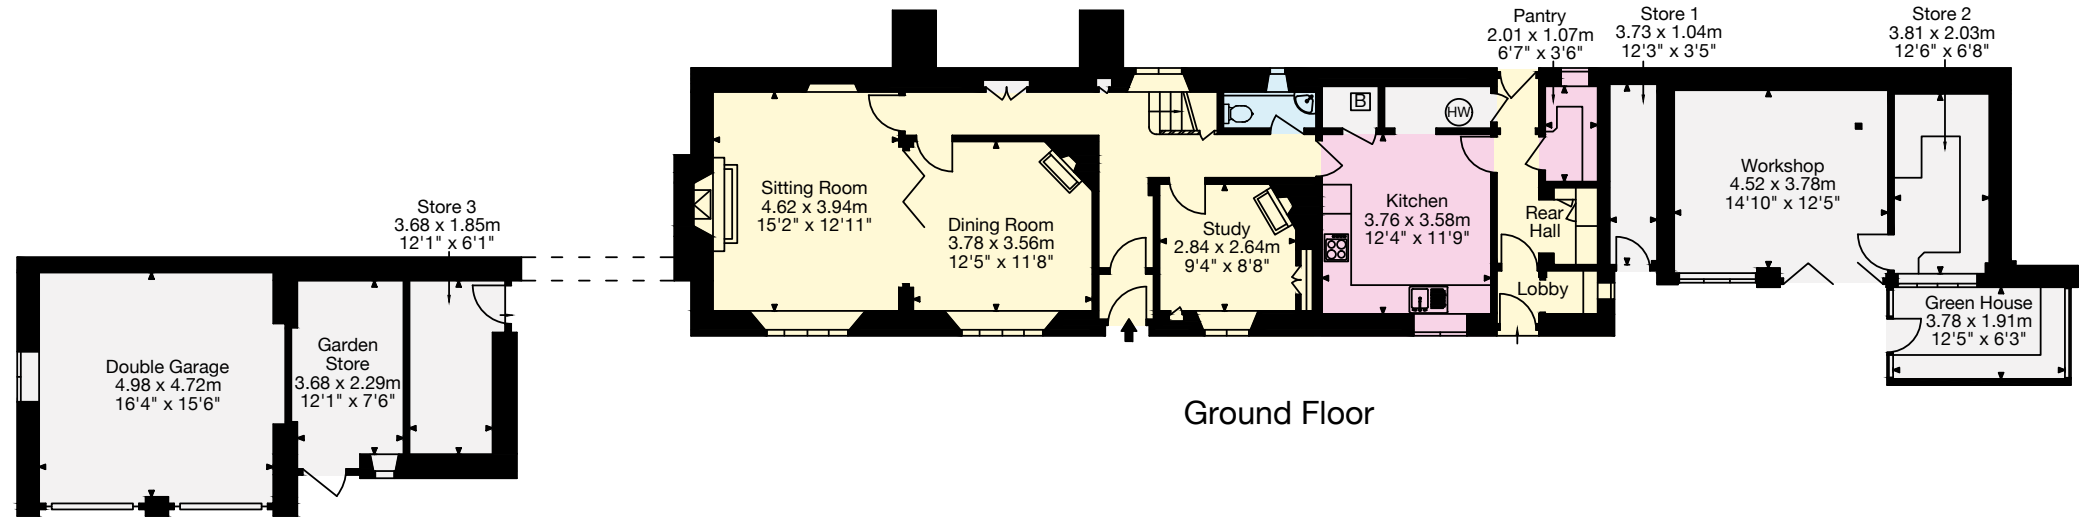 Pantry
2.01 x 1.07m
6'7" x 3'6"
Store 1
3.73 x 1.04m
12'3" x 3'5"
Store 2
3.81 x 2.03m
12'6" x 6'8"
B
HW
Sitting Room
4.62 x 3.94m
15'2" x 12'11"
Dining Room
3.78 x 3.56m
12'5" x 11'8"
Study
2.84 x 2.64m
9'4" x 8'8"
Kitchen
3.76 x 3.58m
12'4" x 11'9"
Rear
Hall
Lobby
Workshop
4.52 x 3.78m
14'10" x 12'5"
Store 3
3.68 x 1.85m
12'1" x 6'1"
Green House
3.78 x 1.91m
12'5" x 6'3"
Double Garage
4.98 x 4.72m
16'4" x 15'6"
Garden
Store
3.68 x 2.29m
12'1" x 7'6"
Ground Floor